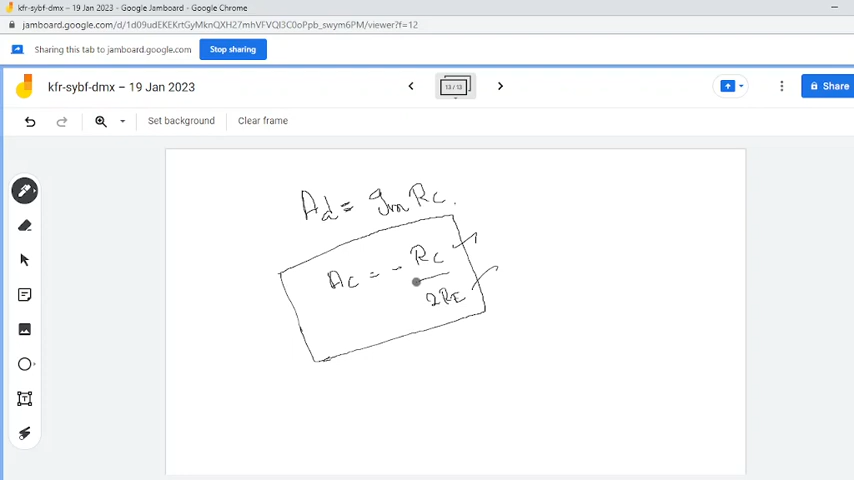 kfr-sybf-dmx – 19 Jan 2023 - Google Jamboard - Google Chrome
jamboard.google.com/d/1d09udEKEKrtGyMknQXH27mhVFVQI3C0oPpb_swym6PM/viewer?f=12
Sharing this tab to jamboard.google.com
Stop sharing
kfr-sybf-dmx – 19 Jan 2023
13 / 13
Share
Set background
Clear frame
Ad = gmRc.
Ac = - Rc
2RE